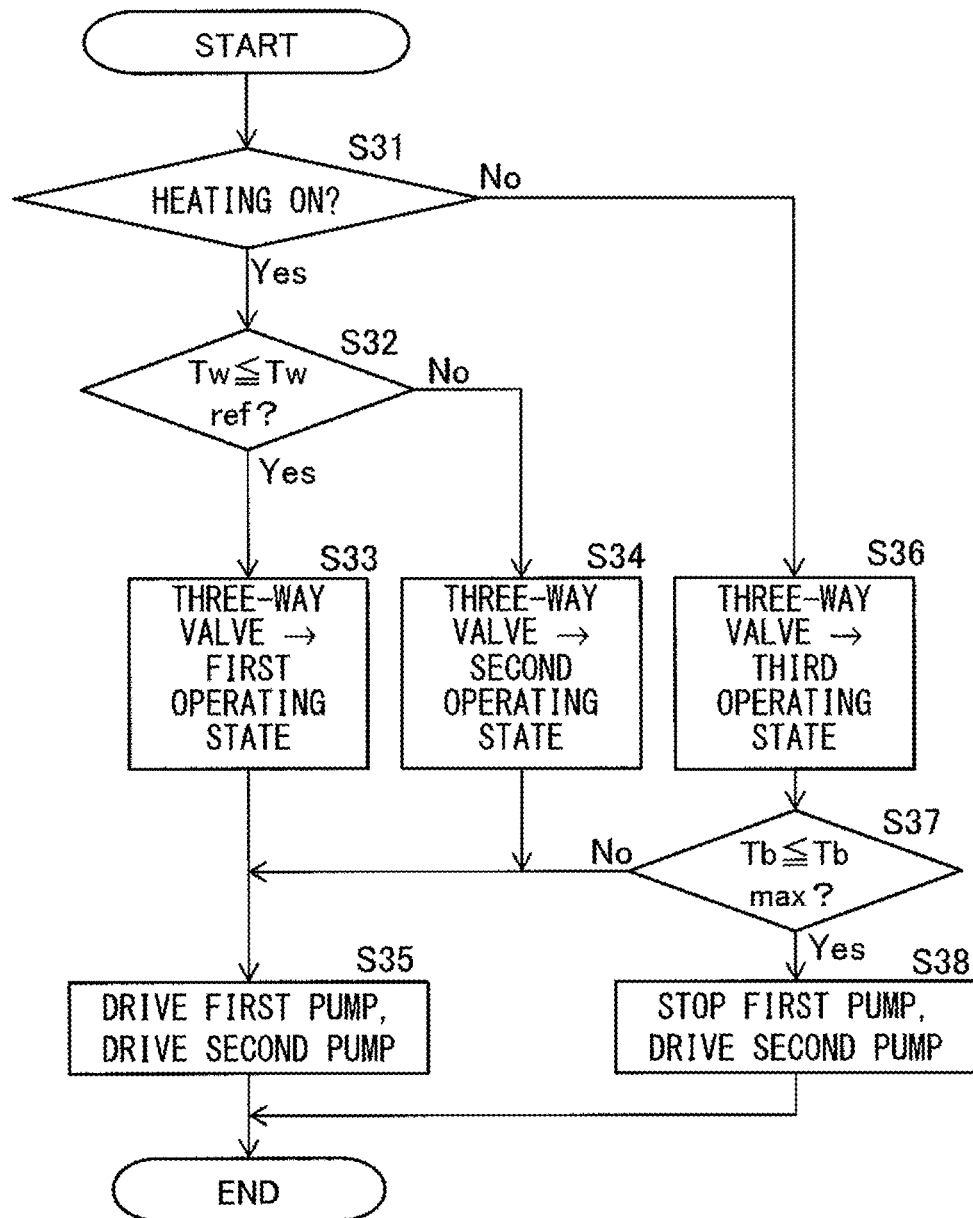 START
S31
HEATING ON?
No
Yes
S32
Tw≦Tw
ref?
No
Yes
S33
THREE-WAY
VALVE →
FIRST
OPERATING
STATE
S34
THREE-WAY
VALVE →
SECOND
OPERATING
STATE
S36
THREE-WAY
VALVE →
THIRD
OPERATING
STATE
S37
Tb≦Tb
max?
No
Yes
S35
DRIVE FIRST PUMP,
DRIVE SECOND PUMP
S38
STOP FIRST PUMP,
DRIVE SECOND PUMP
END